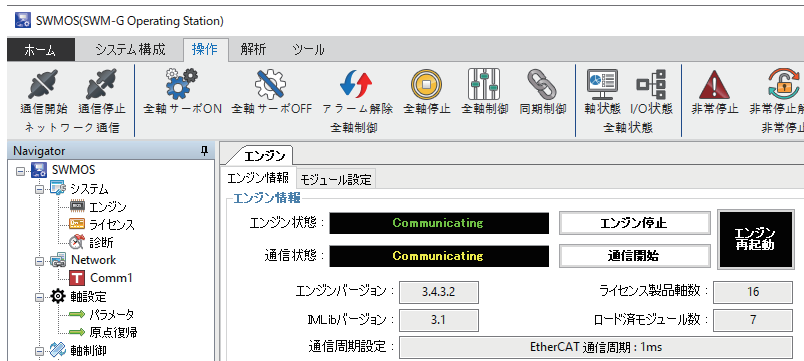 SWMOS(SWM-G Operating Station)
ホーム システム構成 操作 解析 ツール
通信開始 通信停止 全軸サーボON 全軸サーボOFF アラーム解除 全軸停止 全軸制御 同期制御 軸状態 I/O状態 非常停止 非常停止解
ネットワーク通信 全軸制御 全軸状態 非常停止
Navigator
SWMOS
システム
エンジン
ライセンス
診断
Network
Comm1
軸設定
パラメータ
原点復帰
軸制御
エンジン
エンジン情報 モジュール設定
エンジン情報
エンジン状態 : Communicating エンジン停止
通信状態 : Communicating 通信開始
エンジン
再起動
エンジンバージョン : 3.4.3.2 ライセンス製品軸数 : 16
IMLibバージョン : 3.1 ロード済モジュール数 : 7
通信周期設定 : EtherCAT 通信周期 : 1ms